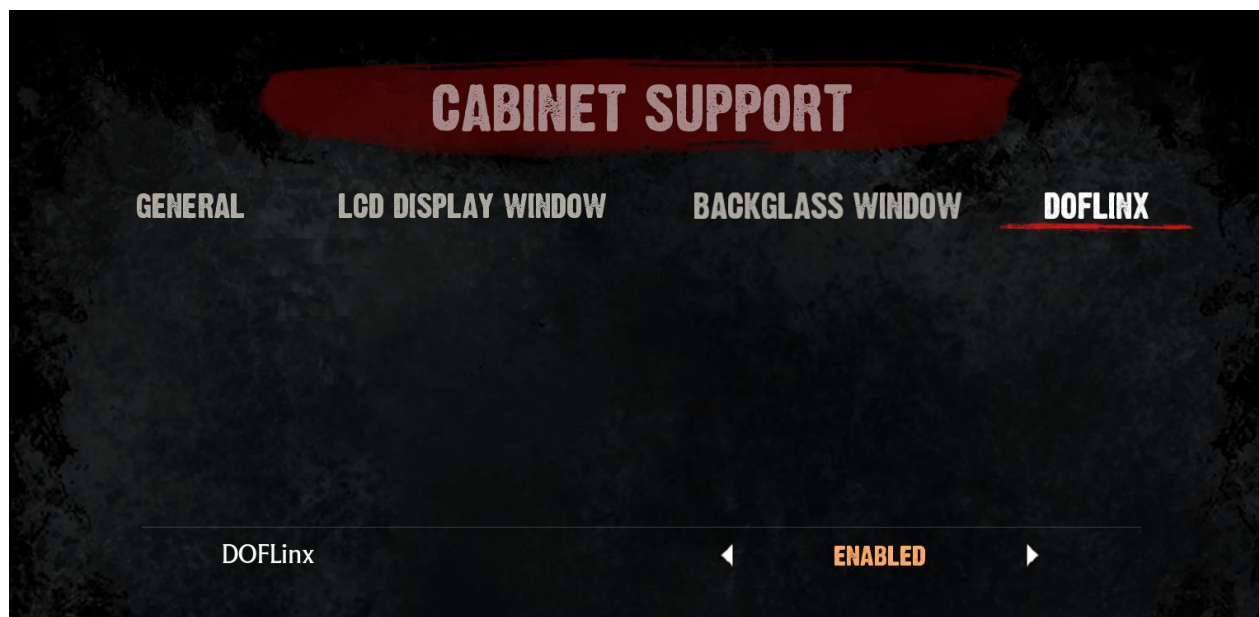 CABINET SUPPORT
GENERAL LCD DISPLAY WINDOW BACKGLASS WINDOW DOFLINX
DOFLinx ENABLED